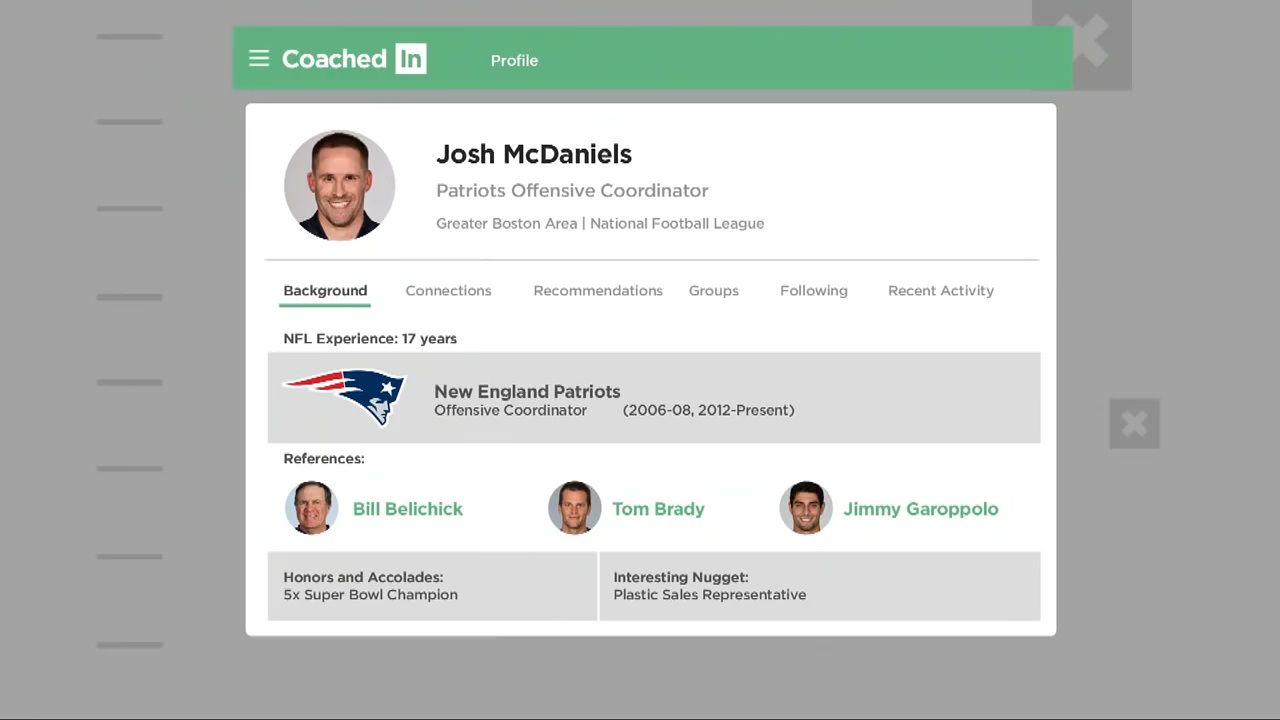 Coached In
Profile
Josh McDaniels
Patriots Offensive Coordinator
Greater Boston Area | National Football League
Background Connections Recommendations Groups Following Recent Activity
NFL Experience: 17 years
New England Patriots
Offensive Coordinator (2006-08, 2012-Present)
References:
Bill Belichick Tom Brady Jimmy Garoppolo
Honors and Accolades:
5x Super Bowl Champion
Interesting Nugget:
Plastic Sales Representative